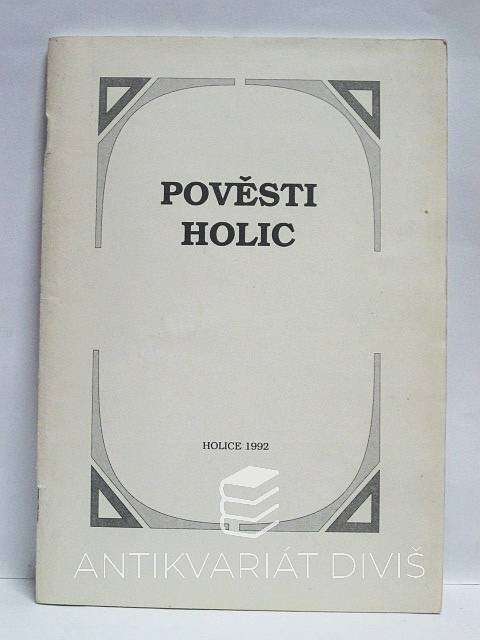 POVĚSTI
HOLIC
HOLICE 1992
ANTIKVARIÁT DIVIŠ